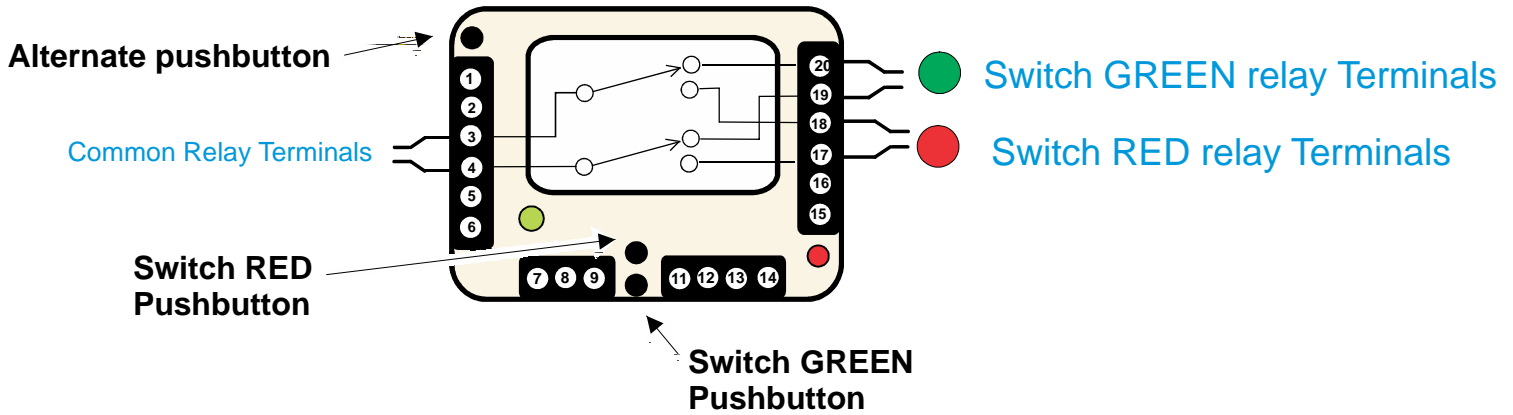 Alternate pushbutton
1
2
3
4
5
6
20
19
18
17
16
15
Switch GREEN relay Terminals
Common Relay Terminals
Switch RED relay Terminals
7 8 9
11 12 13 14
Switch RED
Pushbutton
Switch GREEN
Pushbutton